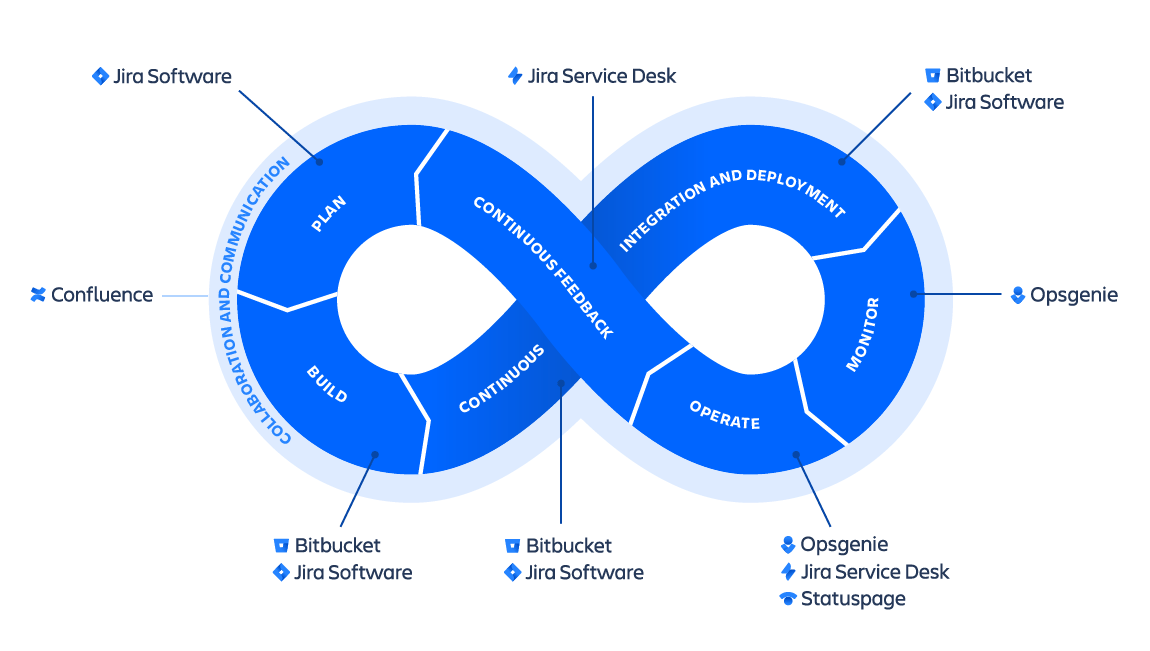 Jira Software
Jira Service Desk
Bitbucket
Jira Software
COLLABORATION AND COMMUNICATION
PLAN
CONTINUOUS FEEDBACK
INTEGRATION AND DEPLOYMENT
Confluence
Opsgenie
MONITOR
BUILD
CONTINUOUS
OPERATE
Bitbucket
Jira Software
Bitbucket
Jira Software
Opsgenie
Jira Service Desk
Statuspage